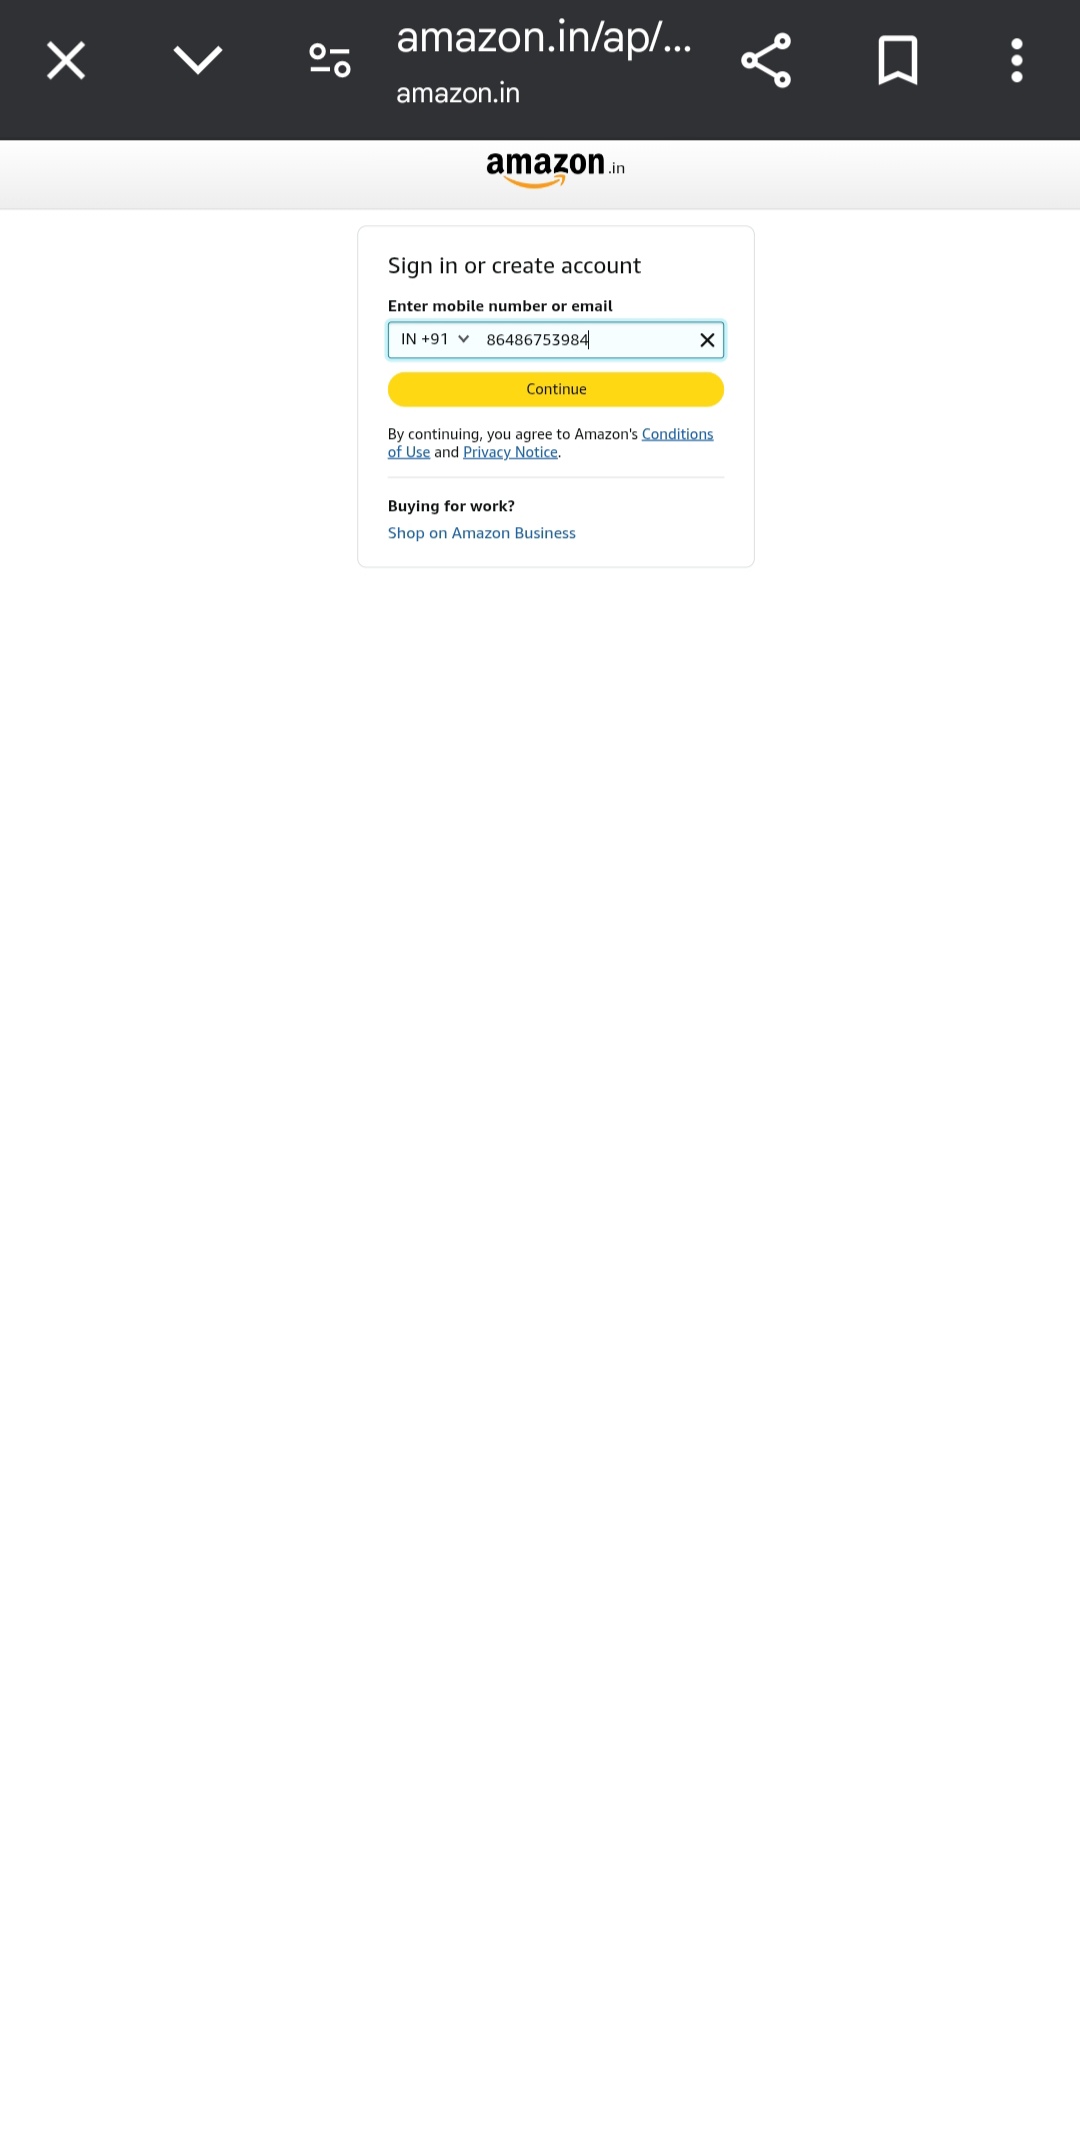 amazon.in/ap/...
amazon.in
amazon.in
Sign in or create account
Enter mobile number or email
IN +91 86486753984
Continue
By continuing, you agree to Amazon's Conditions
of Use and Privacy Notice.
Buying for work?
Shop on Amazon Business